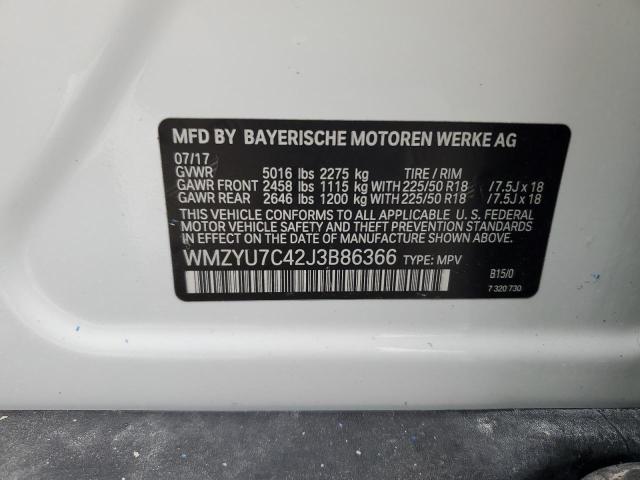 MFD BY BAYERISCHE MOTOREN WERKE AG
07/17
GVWR 5016 lbs 2275 kg TIRE / RIM
GAWR FRONT 2458 lbs 1115 kg WITH 225/50 R18 /7.5J x 18
GAWR REAR 2646 lbs 1200 kg WITH 225/50 R18 /7.5J x 18
THIS VEHICLE CONFORMS TO ALL APPLICABLE U. S. FEDERAL
MOTOR VEHICLE SAFETY AND THEFT PREVENTION STANDARDS
IN EFFECT ON THE DATE OF MANUFACTURE SHOWN ABOVE.
WMZYU7C42J3B86366 TYPE: MPV
B15/0
7 320 730